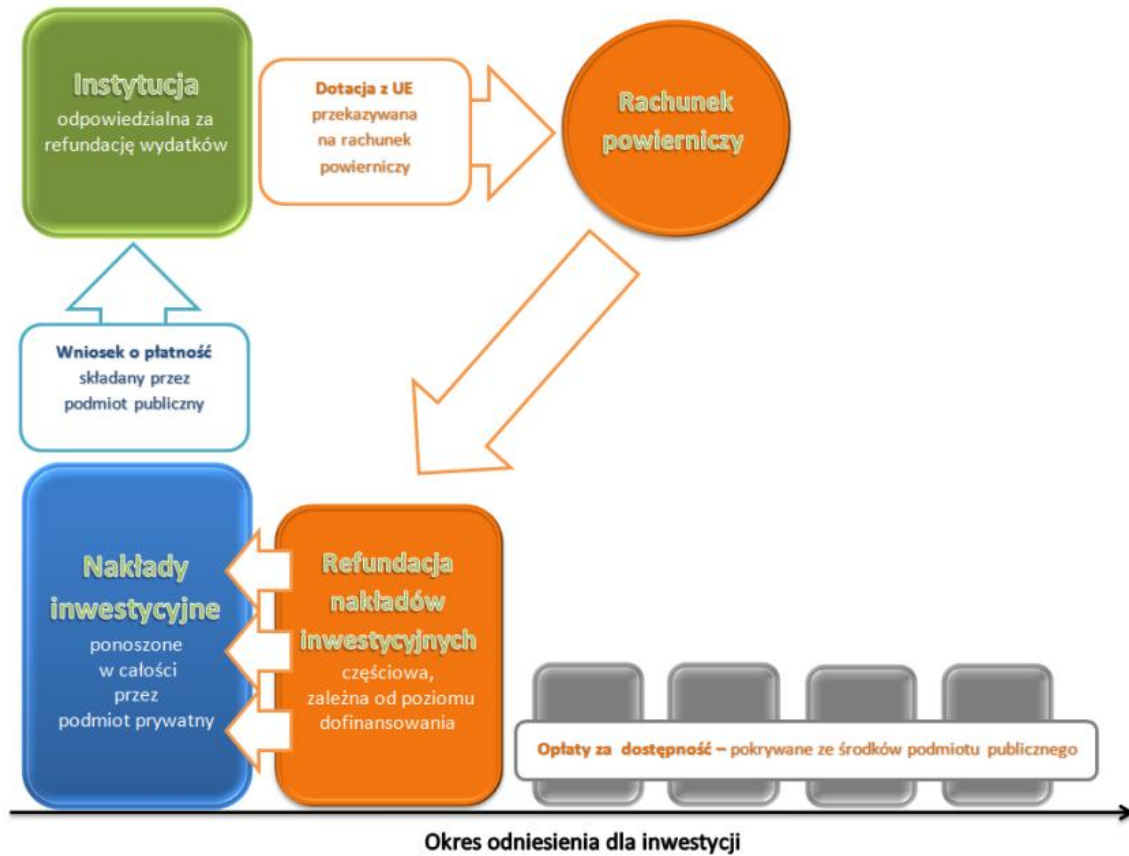 Instytucja
odpowiedzialna za
refundację wydatków
Dotacja z UE
przekazywana
na rachunek
powierniczy
Rachunek
powierniczy
Wniosek o płatność
składany przez
podmiot publiczny
Nakłady
inwestycyjne
ponoszone
w całości
przez
podmiot prywatny
Refundacja
nakładów
inwestycyjnych
częściowa,
zależna od poziomu
dofinansowania
Opłaty za dostępność – pokrywane ze środków podmiotu publicznego
Okres odniesienia dla inwestycji